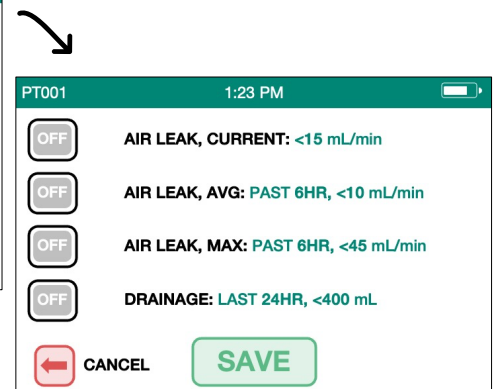 PT001 1:23 PM
OFF AIR LEAK, CURRENT: <15 mL/min
OFF AIR LEAK, AVG: PAST 6HR, <10 mL/min
OFF AIR LEAK, MAX: PAST 6HR, <45 mL/min
OFF DRAINAGE: LAST 24HR, <400 mL
CANCEL SAVE